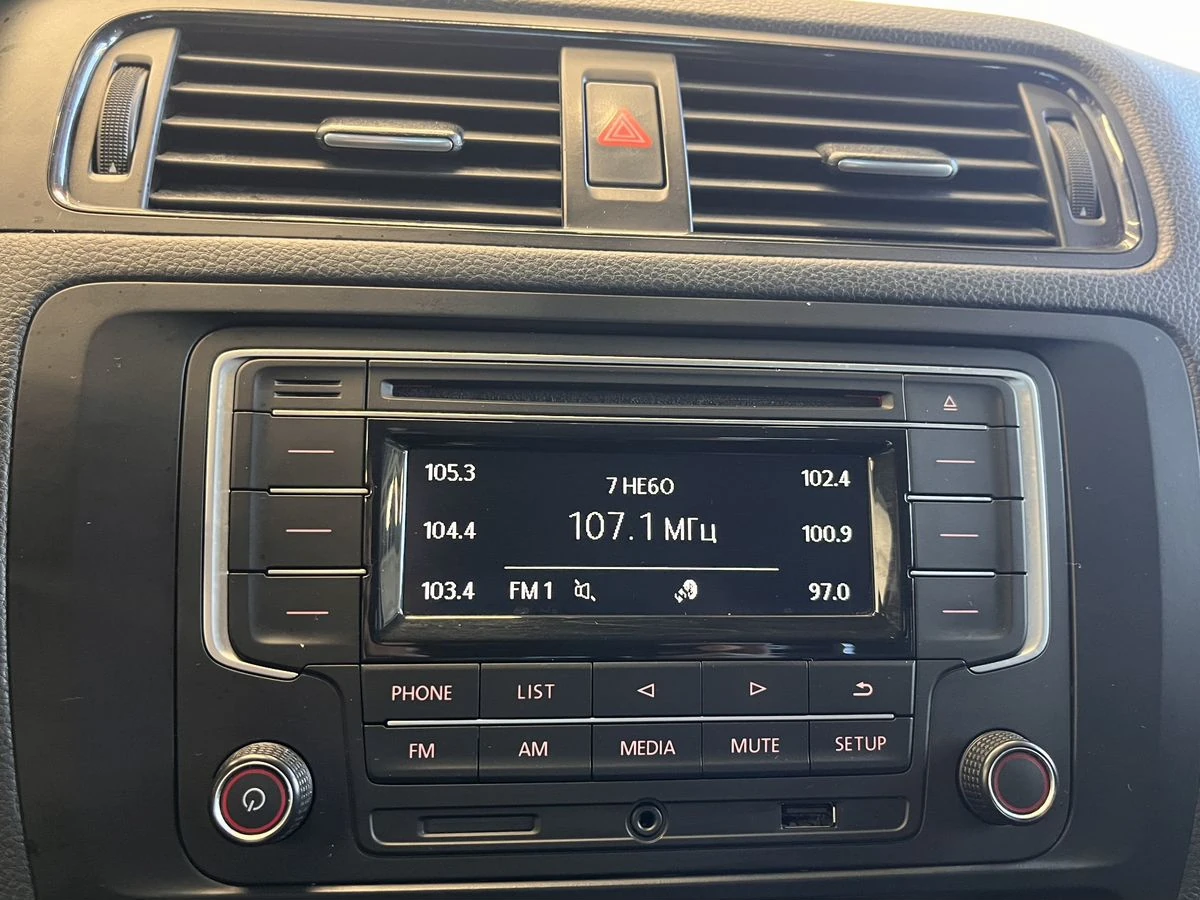 105.3
7 НЕ6О
102.4
104.4
107.1 МГц
100.9
103.4
FM 1
97.0
PHONE
LIST
FM
AM
MEDIA
MUTE
SETUP